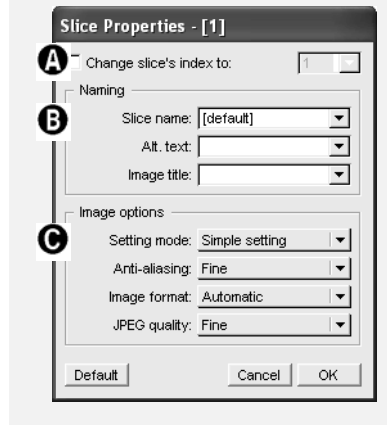 Slice Properties - [1]
A Change slice's index to: 1
Naming
B
Slice name: [default]
Alt. text:
Image title:
Image options
C
Setting mode: Simple setting
Anti-aliasing: Fine
Image format: Automatic
JPEG quality: Fine
Default Cancel OK